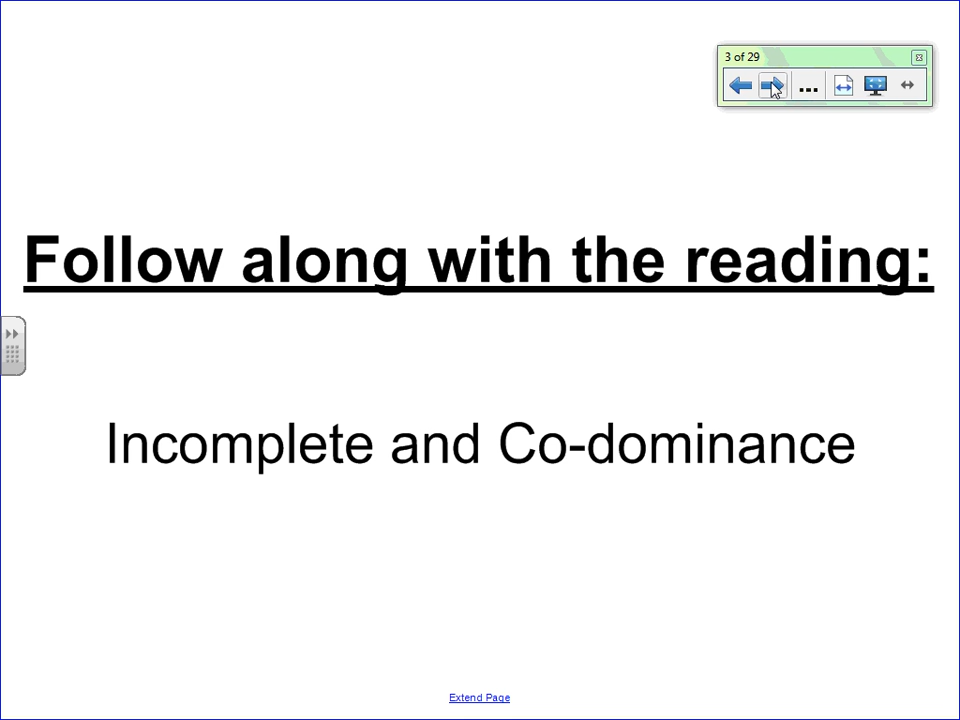 3 of 29
...
Follow along with the reading:
Incomplete and Co-dominance
Extend Page